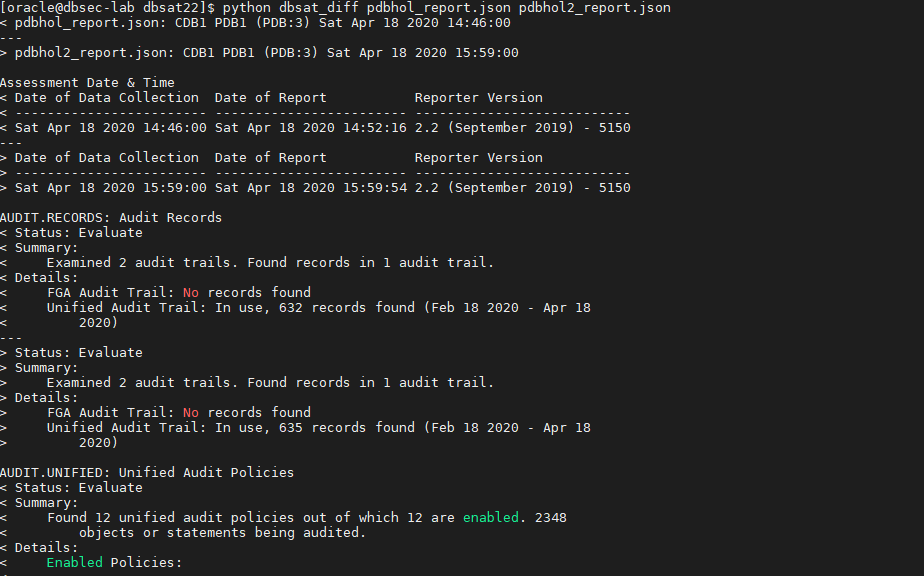 [oracle@dbsec-lab dbsat22]$ python dbsat_diff pdbhol_report.json pdbhol2_report.json
< pdbhol_report.json: CDB1 PDB1 (PDB:3) Sat Apr 18 2020 14:46:00
---
> pdbhol2_report.json: CDB1 PDB1 (PDB:3) Sat Apr 18 2020 15:59:00

Assessment Date & Time
< Date of Data Collection  Date of Report           Reporter Version
< ------------------------ ------------------------ ---------------------------
< Sat Apr 18 2020 14:46:00 Sat Apr 18 2020 14:52:16 2.2 (September 2019) - 5150
---
> Date of Data Collection  Date of Report           Reporter Version
> ------------------------ ------------------------ ---------------------------
> Sat Apr 18 2020 15:59:00 Sat Apr 18 2020 15:59:54 2.2 (September 2019) - 5150

AUDIT.RECORDS: Audit Records
< Status: Evaluate
< Summary:
<     Examined 2 audit trails. Found records in 1 audit trail.
< Details:
<     FGA Audit Trail: No records found
<     Unified Audit Trail: In use, 632 records found (Feb 18 2020 - Apr 18
<         2020)
---
> Status: Evaluate
> Summary:
>     Examined 2 audit trails. Found records in 1 audit trail.
> Details:
>     FGA Audit Trail: No records found
>     Unified Audit Trail: In use, 635 records found (Feb 18 2020 - Apr 18
>         2020)

AUDIT.UNIFIED: Unified Audit Policies
< Status: Evaluate
< Summary:
<     Found 12 unified audit policies out of which 12 are enabled. 2348
<         objects or statements being audited.
< Details:
<     Enabled Policies: